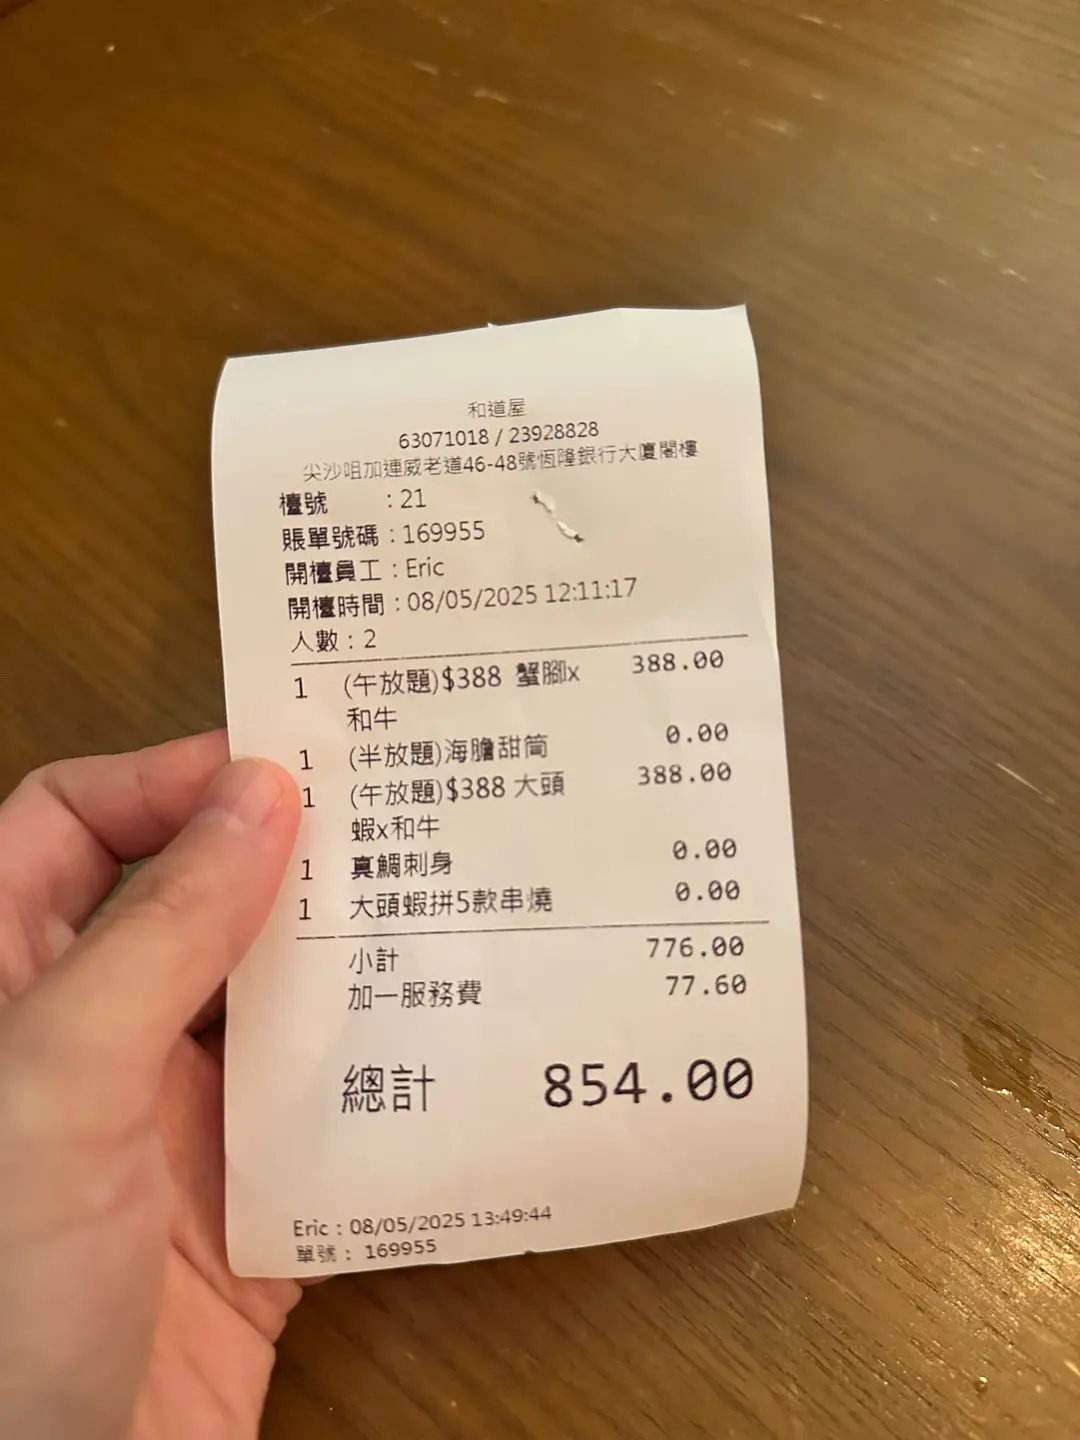 和道屋
63071018 / 23928828
尖沙咀加連威老道46-48號恆隆銀行大廈閣樓
檯號 : 21
賬單號碼 : 169955
開檯員工 : Eric
開檯時間 : 08/05/2025 12:11:17
人數 : 2
1 (午放題)$388 蟹腳x 388.00
和牛
1 (半放題)海膽甜筒 0.00
1 (午放題)$388 大頭 388.00
蝦x和牛
1 真鯛刺身 0.00
1 大頭蝦拼5款串燒 0.00
小計 776.00
加一服務費 77.60
總計 854.00
Eric : 08/05/2025 13:49:44
單號 : 169955